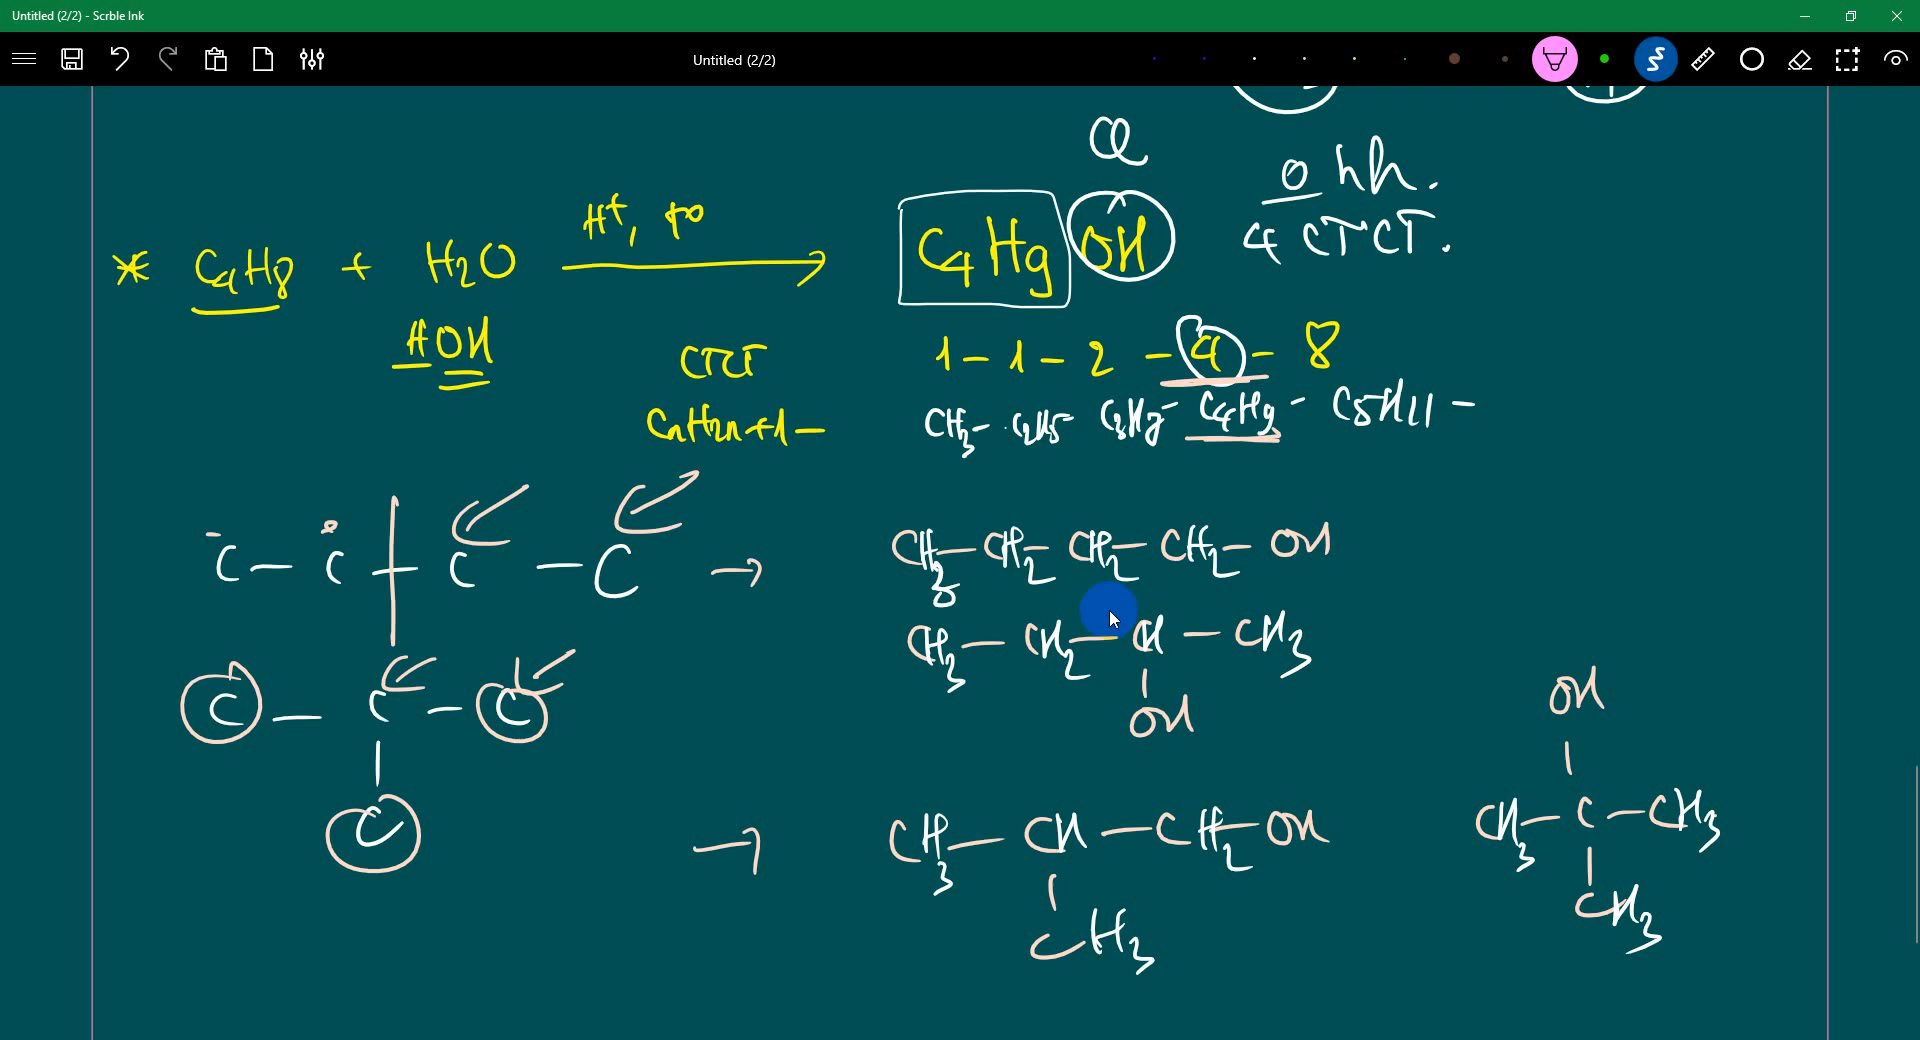 Untitled (2/2) - Scrble Ink
Untitled (2/2)
Cl
0 hh.
4 CTCT.
* C4H8 + H2O H+, to → C4H9 OH
HOH
CTCT 1 - 1 - 2 - 4 - 8
CnH2n+1 - CH3 - C2H5 - C3H7 - C4H9 - C5H11 -
C - C - C - C → CH3 - CH2 - CH2 - CH2 - OH
CH3 - CH2 - CH - CH3
OH
C - C - C
C
→ CH3 - CH - CH2 - OH
CH3
OH
CH3 - C - CH3
CH3